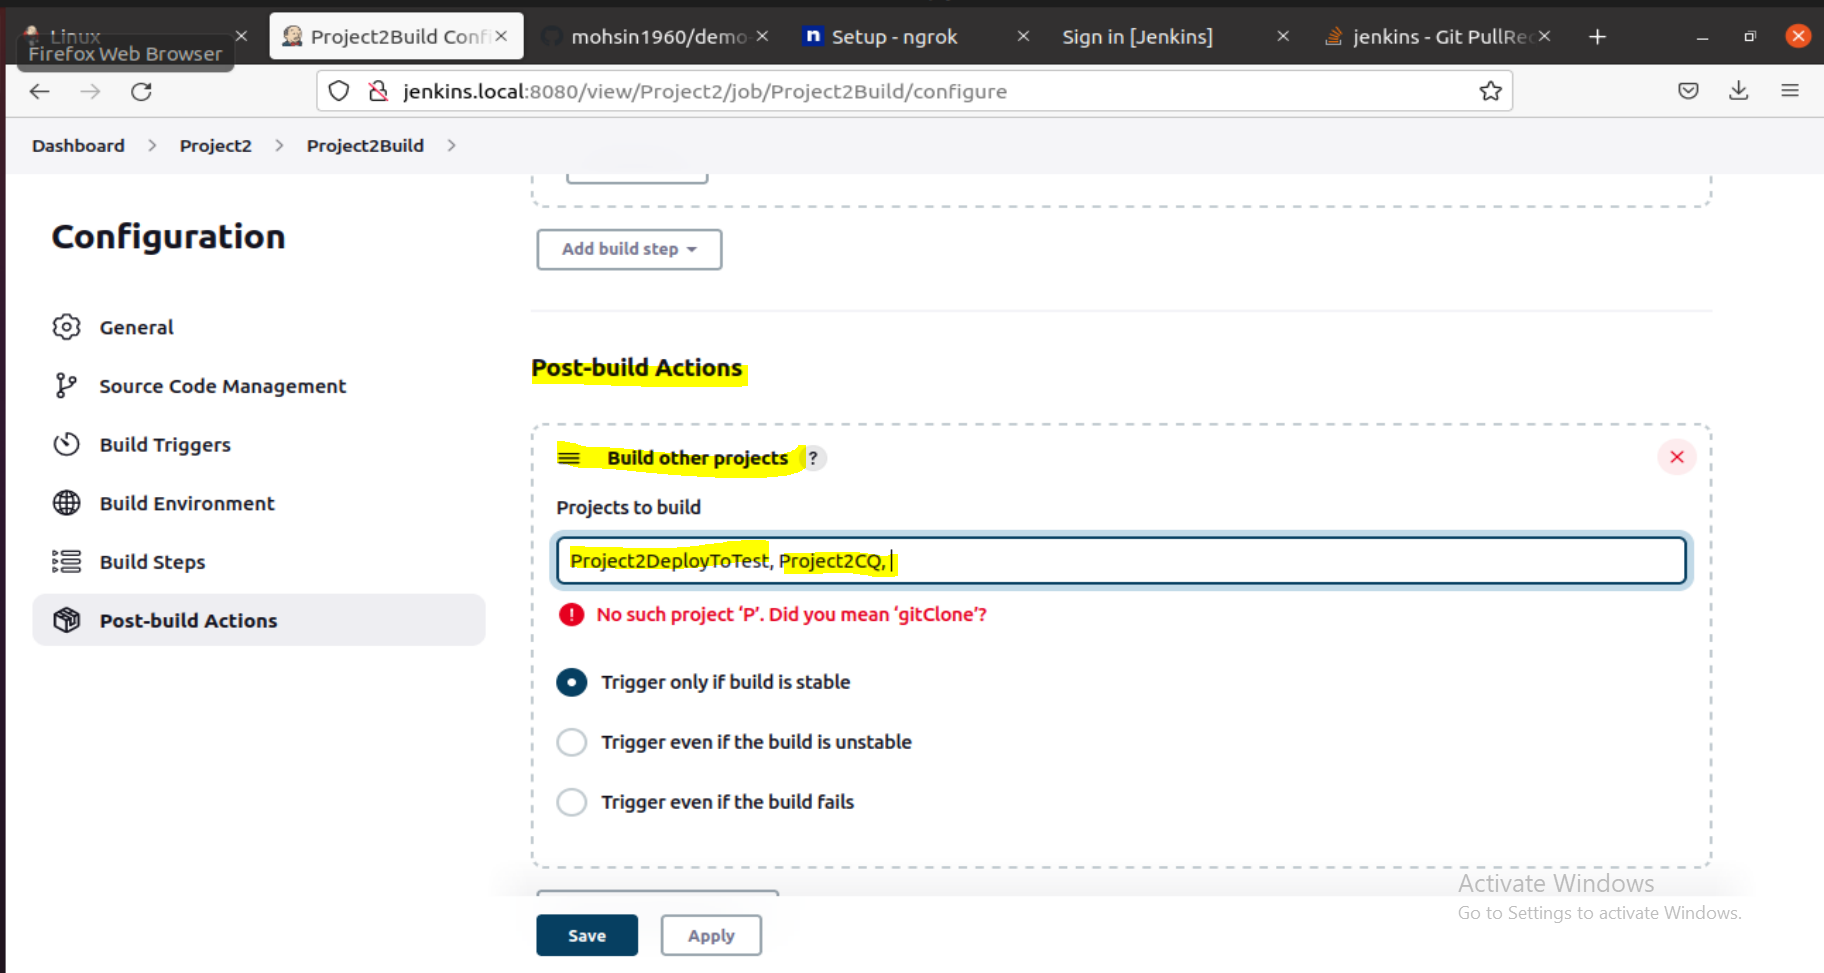 Linux
Project2Build Confi
mohsin1960/demo-
n Setup - ngrok
Sign in [Jenkins]
jenkins - Git PullRec
Firefox Web Browser
jenkins.local:8080/view/Project2/job/Project2Build/configure
Dashboard > Project2 > Project2Build >
Configuration
General
Source Code Management
Build Triggers
Build Environment
Build Steps
Post-build Actions
Add build step
Post-build Actions
Build other projects ?
Projects to build
Project2DeployToTest, Project2CQ,
No such project ‘P’. Did you mean ‘gitClone’?
Trigger only if build is stable
Trigger even if the build is unstable
Trigger even if the build fails
Save
Apply
Activate Windows
Go to Settings to activate Windows.